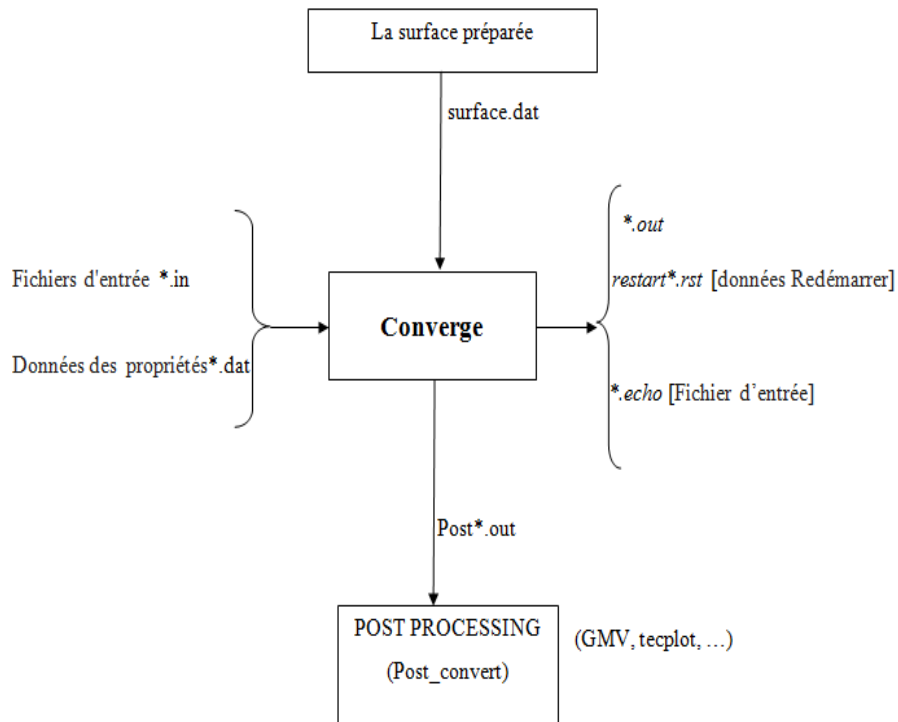 La surface préparée
surface.dat
Fichiers d'entrée *.in
Données des propriétés*.dat
Converge
*.out
restart*.rst [données Redémarrer]
*.echo [Fichier d’entrée]
Post*.out
POST PROCESSING
(Post_convert)
(GMV, tecplot, …)